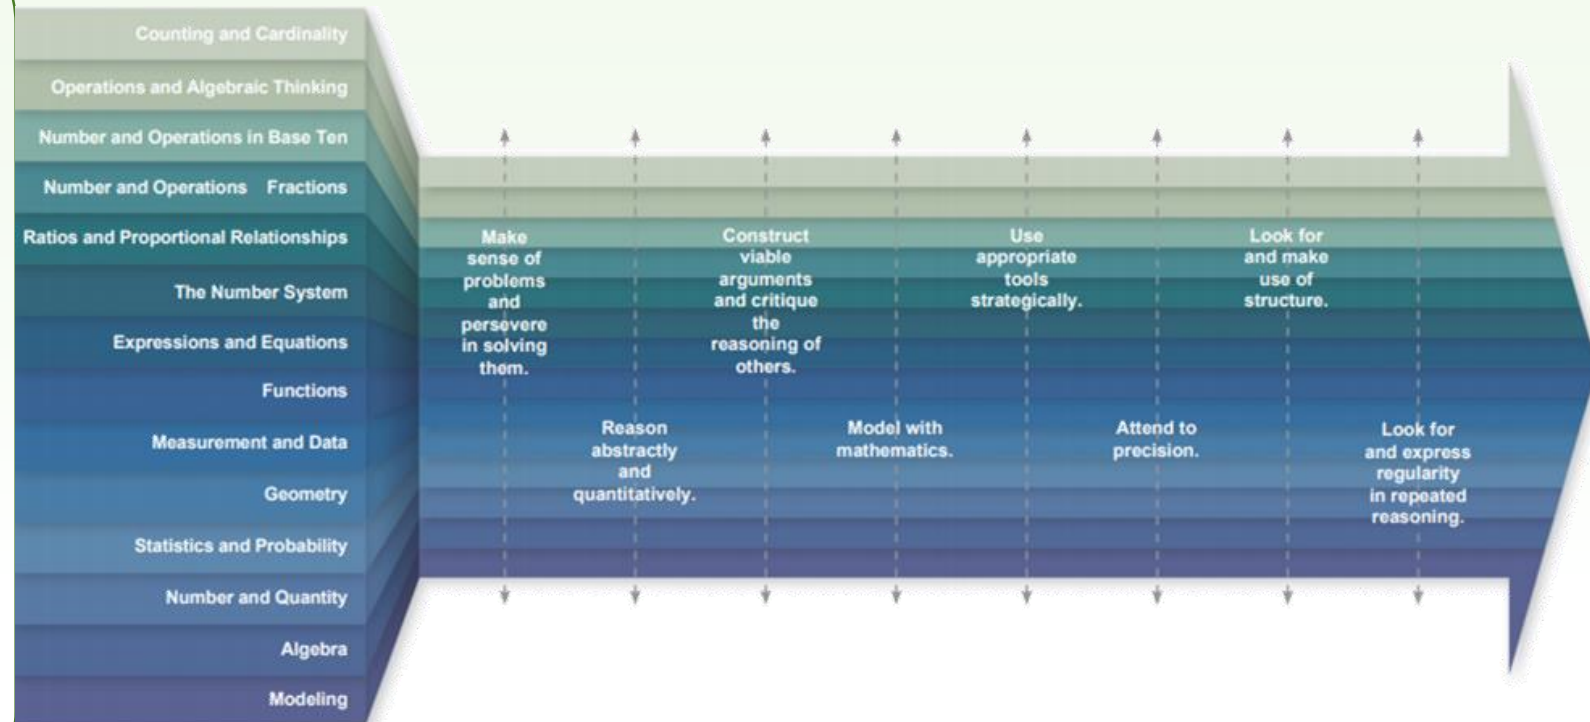 Counting and Cardinality
Operations and Algebraic Thinking
Number and Operations in Base Ten
Number and Operations Fractions
Ratios and Proportional Relationships
The Number System
Expressions and Equations
Functions
Measurement and Data
Geometry
Statistics and Probability
Number and Quantity
Algebra
Modeling
Make
sense of
problems
and
persevere
in solving
them.
Reason
abstractly
and
quantitatively.
Construct
viable
arguments
and critique
the
reasoning of
others.
Model with
mathematics.
Use
appropriate
tools
strategically.
Attend to
precision.
Look for
and make
use of
structure.
Look for
and express
regularity
in repeated
reasoning.